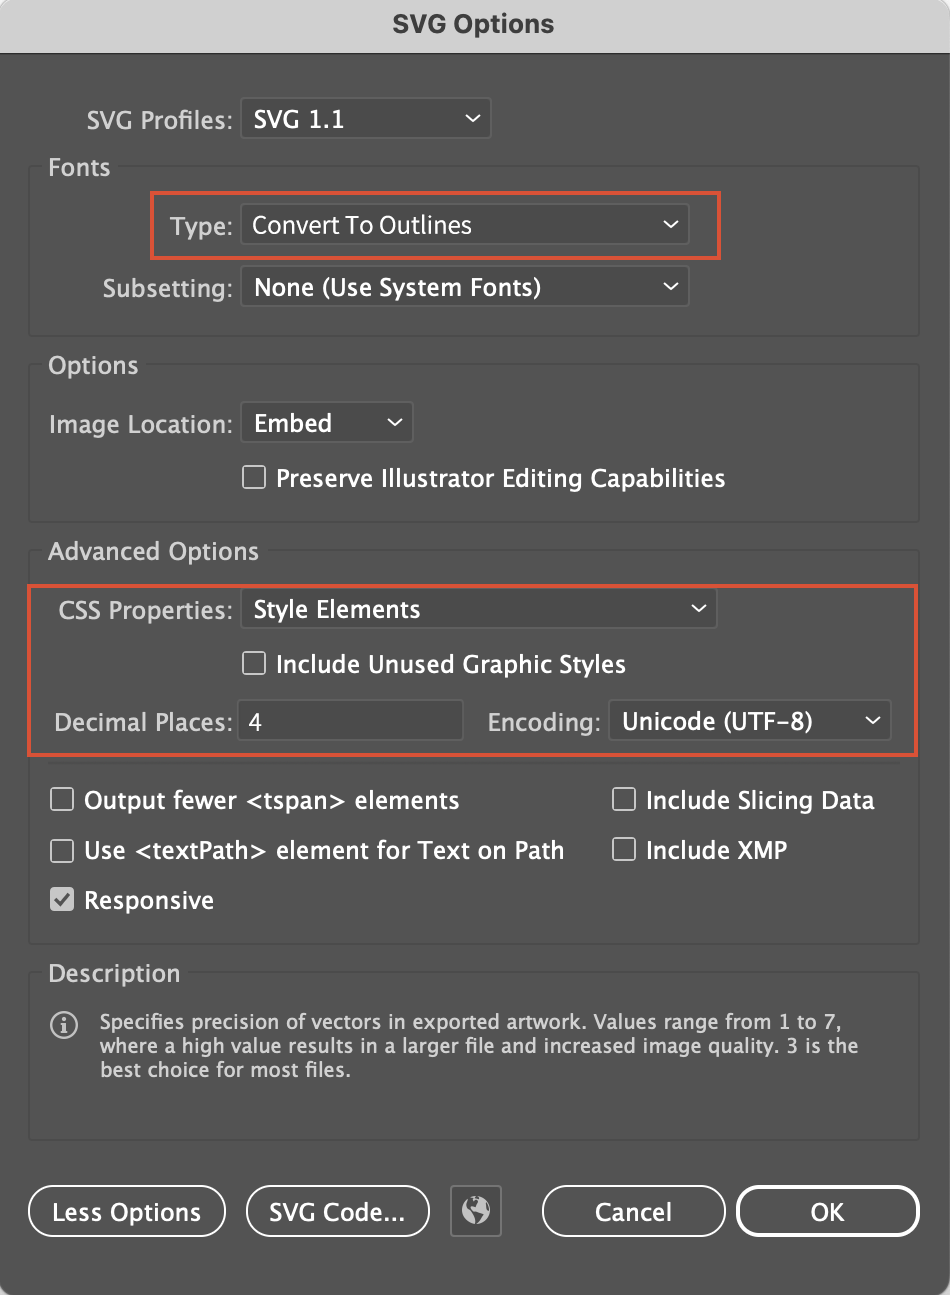 SVG Options
SVG Profiles: SVG 1.1
Fonts
Type: Convert To Outlines
Subsetting: None (Use System Fonts)
Options
Image Location: Embed
Preserve Illustrator Editing Capabilities
Advanced Options
CSS Properties: Style Elements
Include Unused Graphic Styles
Decimal Places: 4 Encoding: Unicode (UTF-8)
Output fewer <tspan> elements Include Slicing Data
Use <textPath> element for Text on Path Include XMP
Responsive
Description
Specifies precision of vectors in exported artwork. Values range from 1 to 7,
where a high value results in a larger file and increased image quality. 3 is the
best choice for most files.
Less Options SVG Code... Cancel OK